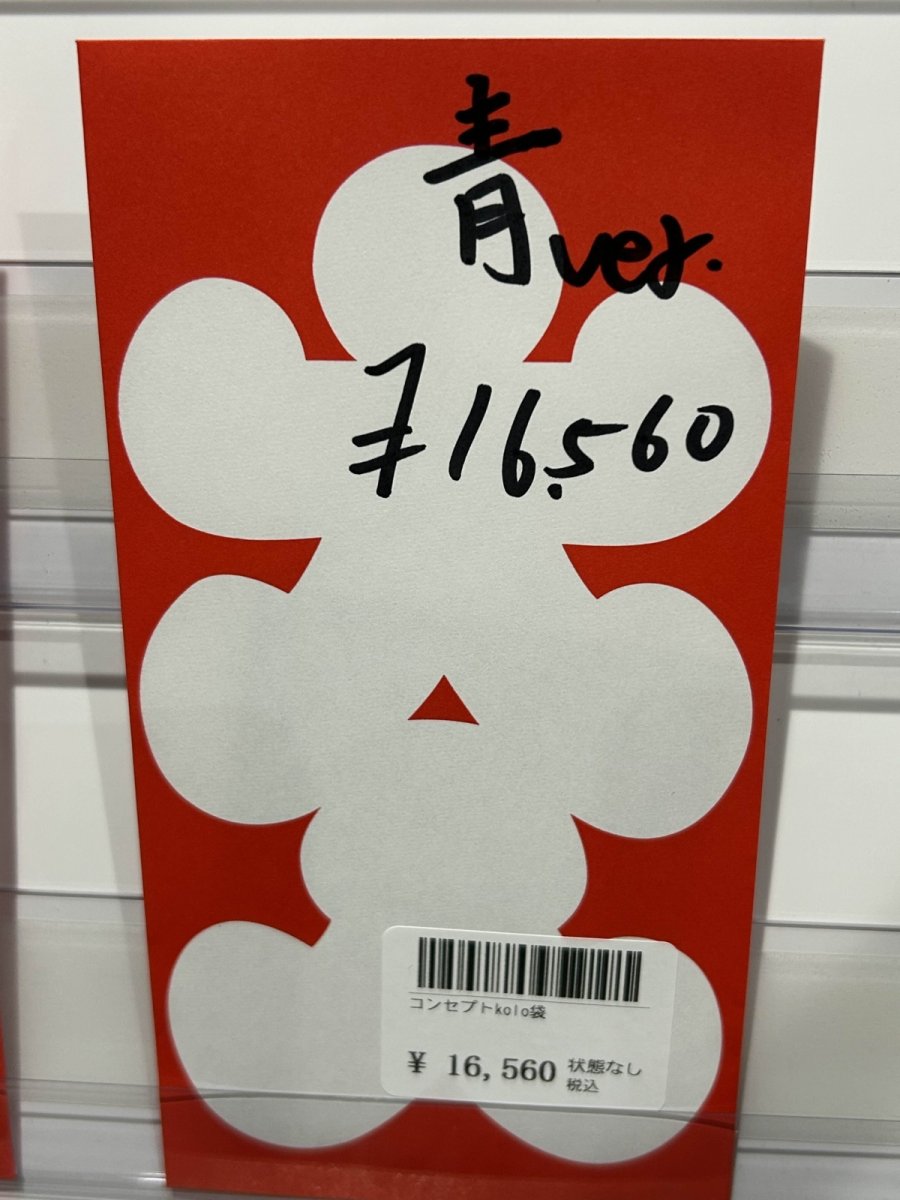 青ver.
¥16,560
コンセプトkolo袋
¥ 16,560 状態なし
税込